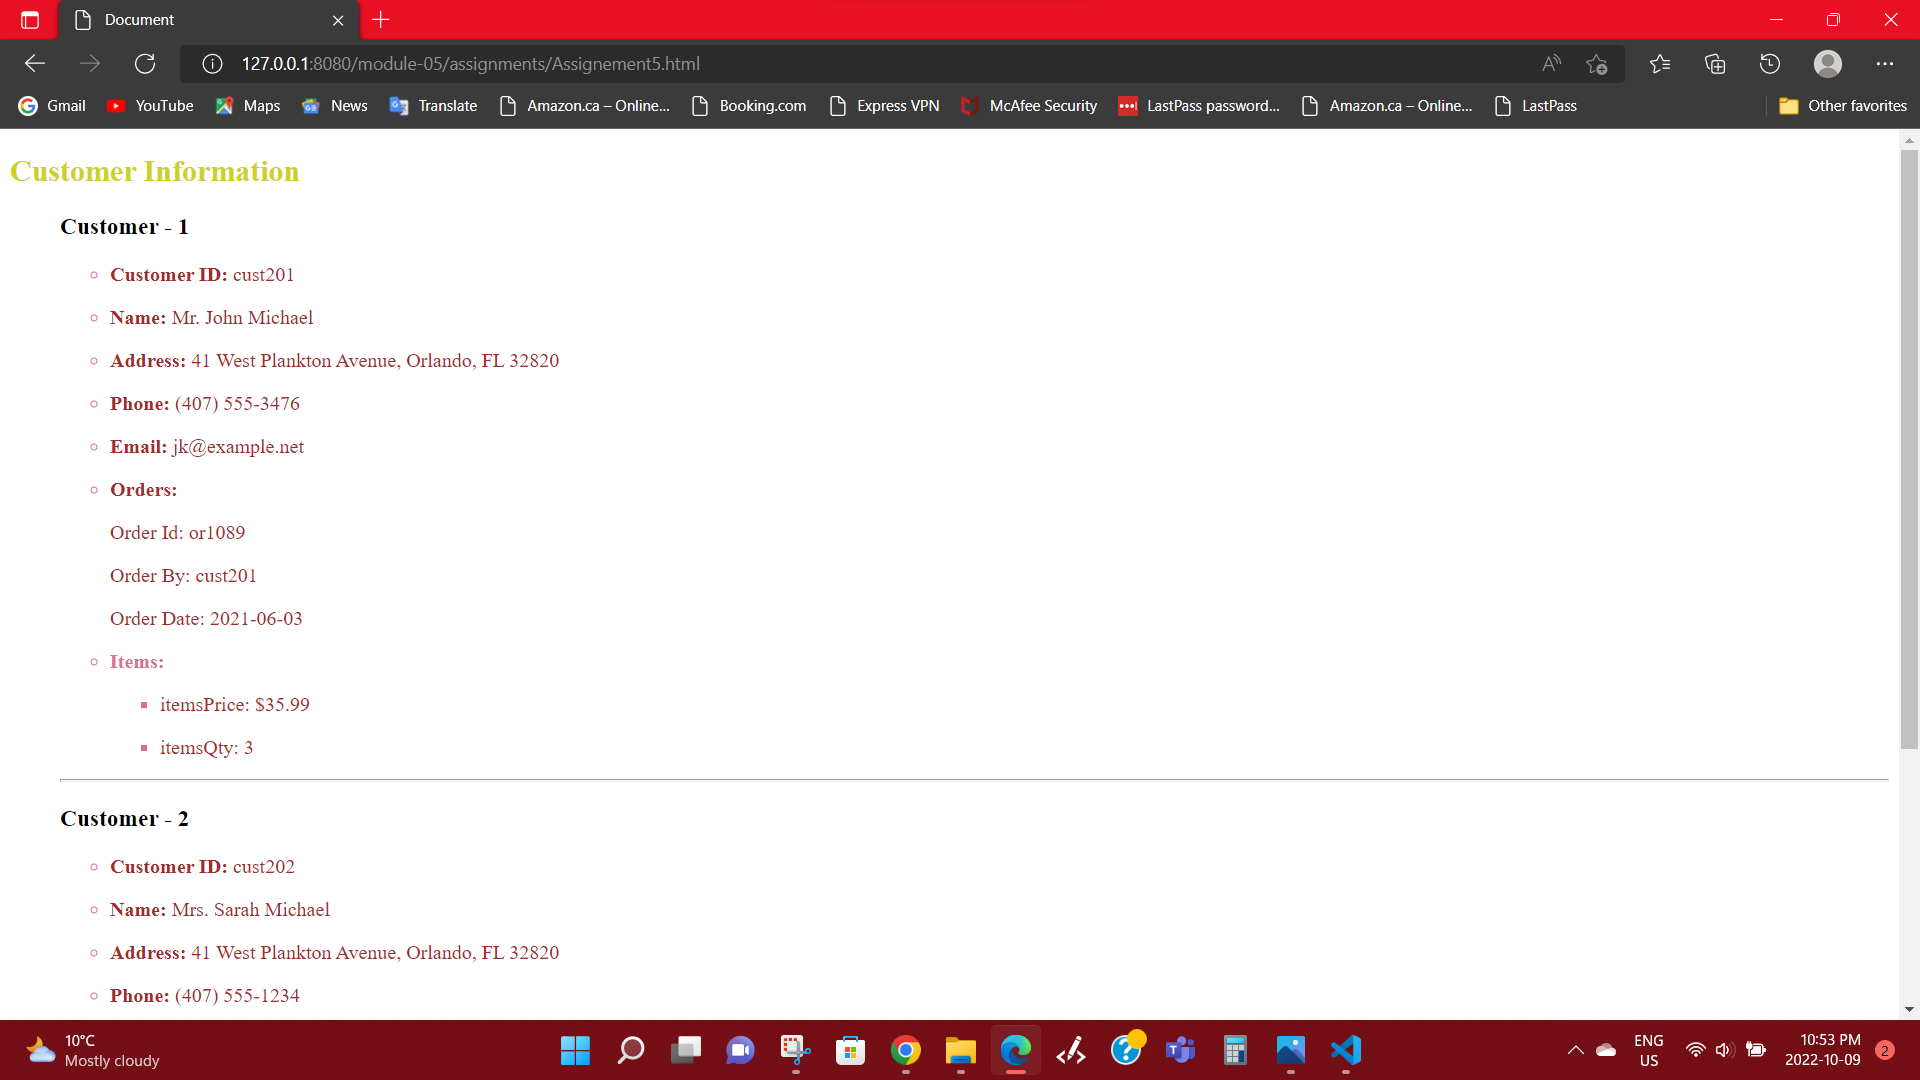 Document
127.0.0.1:8080/module-05/assignments/Assignement5.html
Gmail YouTube Maps News Translate Amazon.ca – Online... Booking.com Express VPN McAfee Security LastPass password... Amazon.ca – Online... LastPass Other favorites
Customer Information
Customer - 1
Customer ID: cust201
Name: Mr. John Michael
Address: 41 West Plankton Avenue, Orlando, FL 32820
Phone: (407) 555-3476
Email: jk@example.net
Orders:
Order Id: or1089
Order By: cust201
Order Date: 2021-06-03
Items:
itemsPrice: $35.99
itemsQty: 3
Customer - 2
Customer ID: cust202
Name: Mrs. Sarah Michael
Address: 41 West Plankton Avenue, Orlando, FL 32820
Phone: (407) 555-1234
10°C
Mostly cloudy
ENG
US
10:53 PM
2022-10-09
2